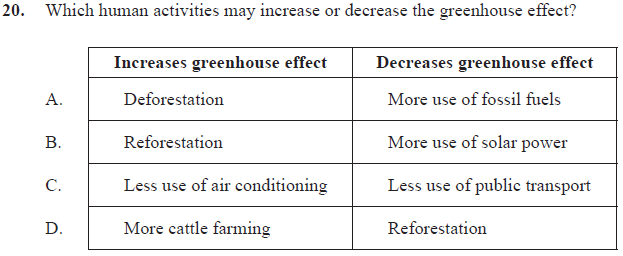 20. Which human activities may increase or decrease the greenhouse effect?
Increases greenhouse effect Decreases greenhouse effect
A. Deforestation More use of fossil fuels
B. Reforestation More use of solar power
C. Less use of air conditioning Less use of public transport
D. More cattle farming Reforestation